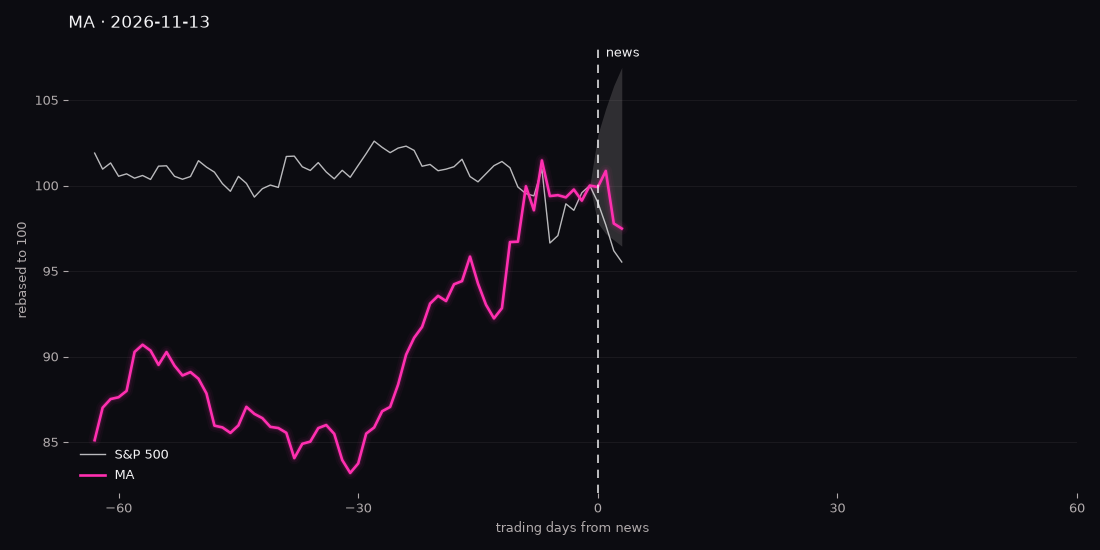 MA · 2026-11-13
news
105
100
95
90
85
rebased to 100
S&P 500
MA
−60
−30
0
30
60
trading days from news